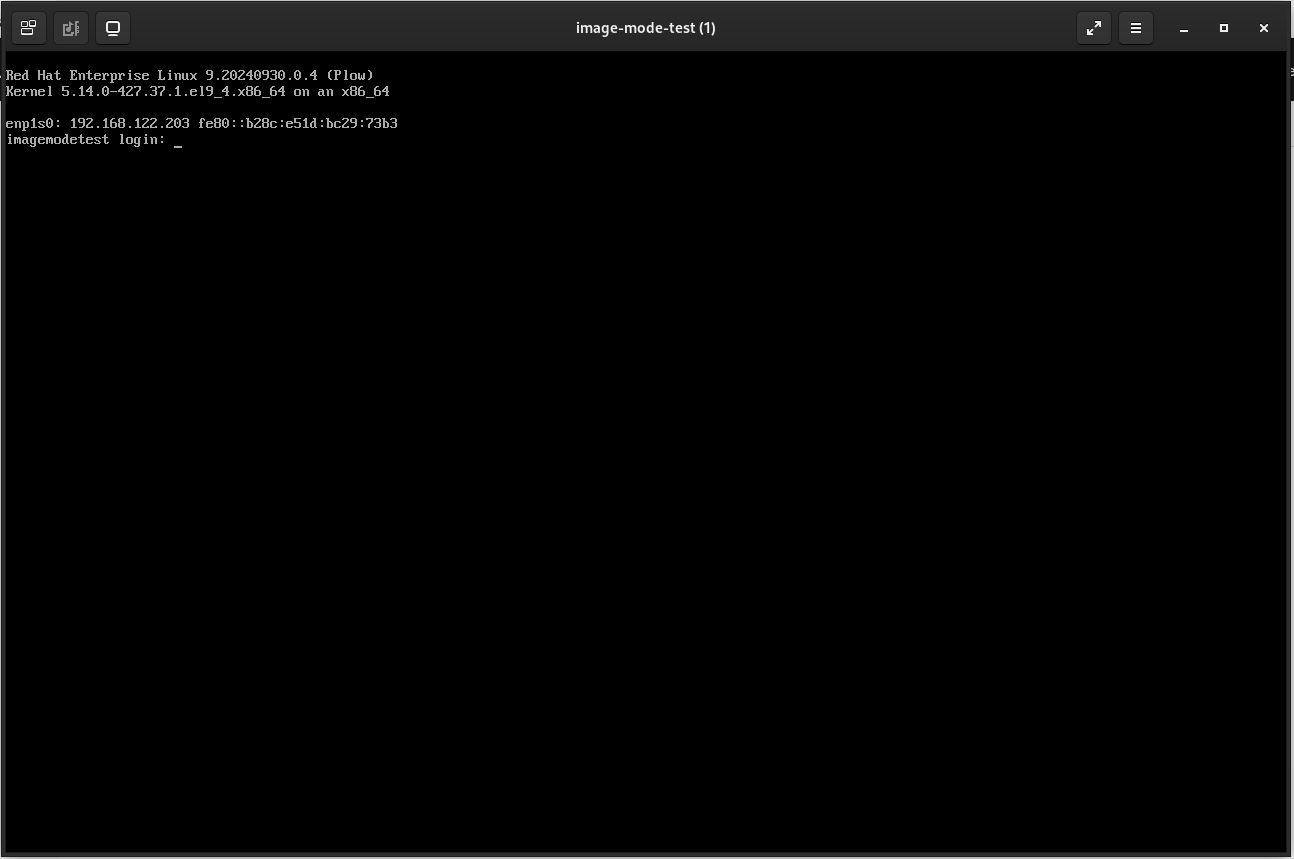 image-mode-test (1)
Red Hat Enterprise Linux 9.20240930.0.4 (Plow)
Kernel 5.14.0-427.37.1.el9_4.x86_64 on an x86_64
enp1s0: 192.168.122.203 fe80::b28c:e51d:bc29:73b3
imagemodetest login: _